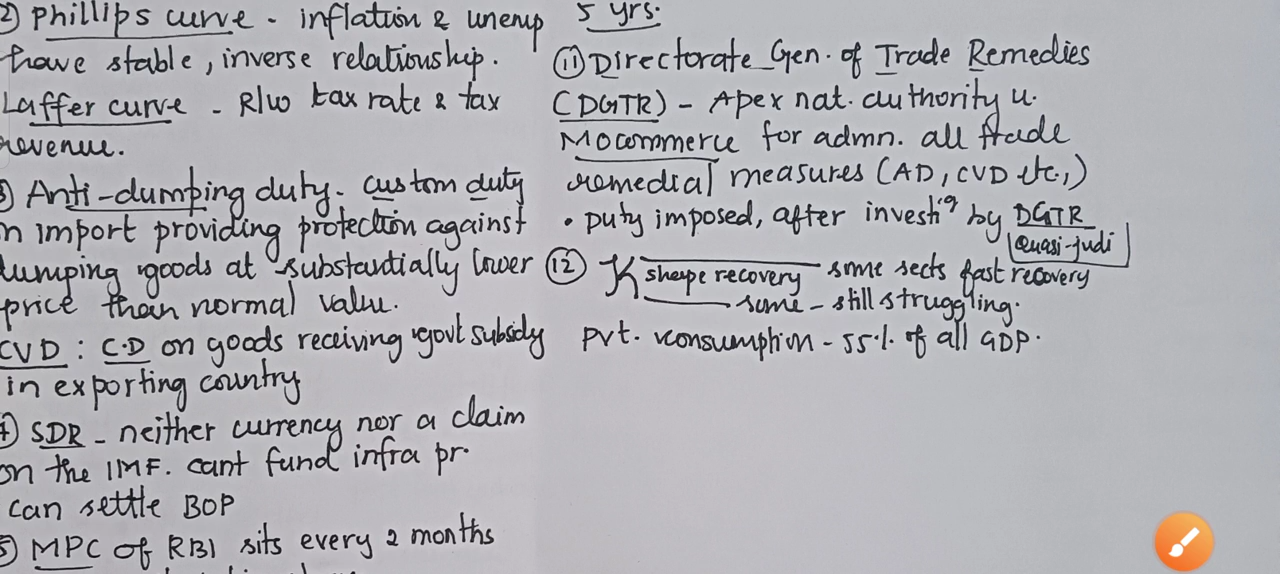 2) Phillips curve - inflation & unemp
have stable, inverse relationship.
Laffer curve - R/w tax rate & tax
revenue.
3) Anti-dumping duty - custom duty
n import providing protection against
dumping goods at substantially lower
price than normal value.
CVD : C.D on goods receiving govt subsidy
in exporting country
4) SDR - neither currency nor a claim
on the IMF. cant fund infra pr.
can settle BOP
5) MPC of RBI sits every 2 months
5 yrs.
(11) Directorate Gen. of Trade Remedies
(DGTR) - Apex nat. authority u.
Mocommerce for admn. all trade
remedial measures (AD, CVD etc.,)
• Duty imposed, after investign by DGTR
Quasi-judi
(12) K shape recovery - some sects fast recovery
some - still struggling.
Pvt. consumption - 55% of all GDP.